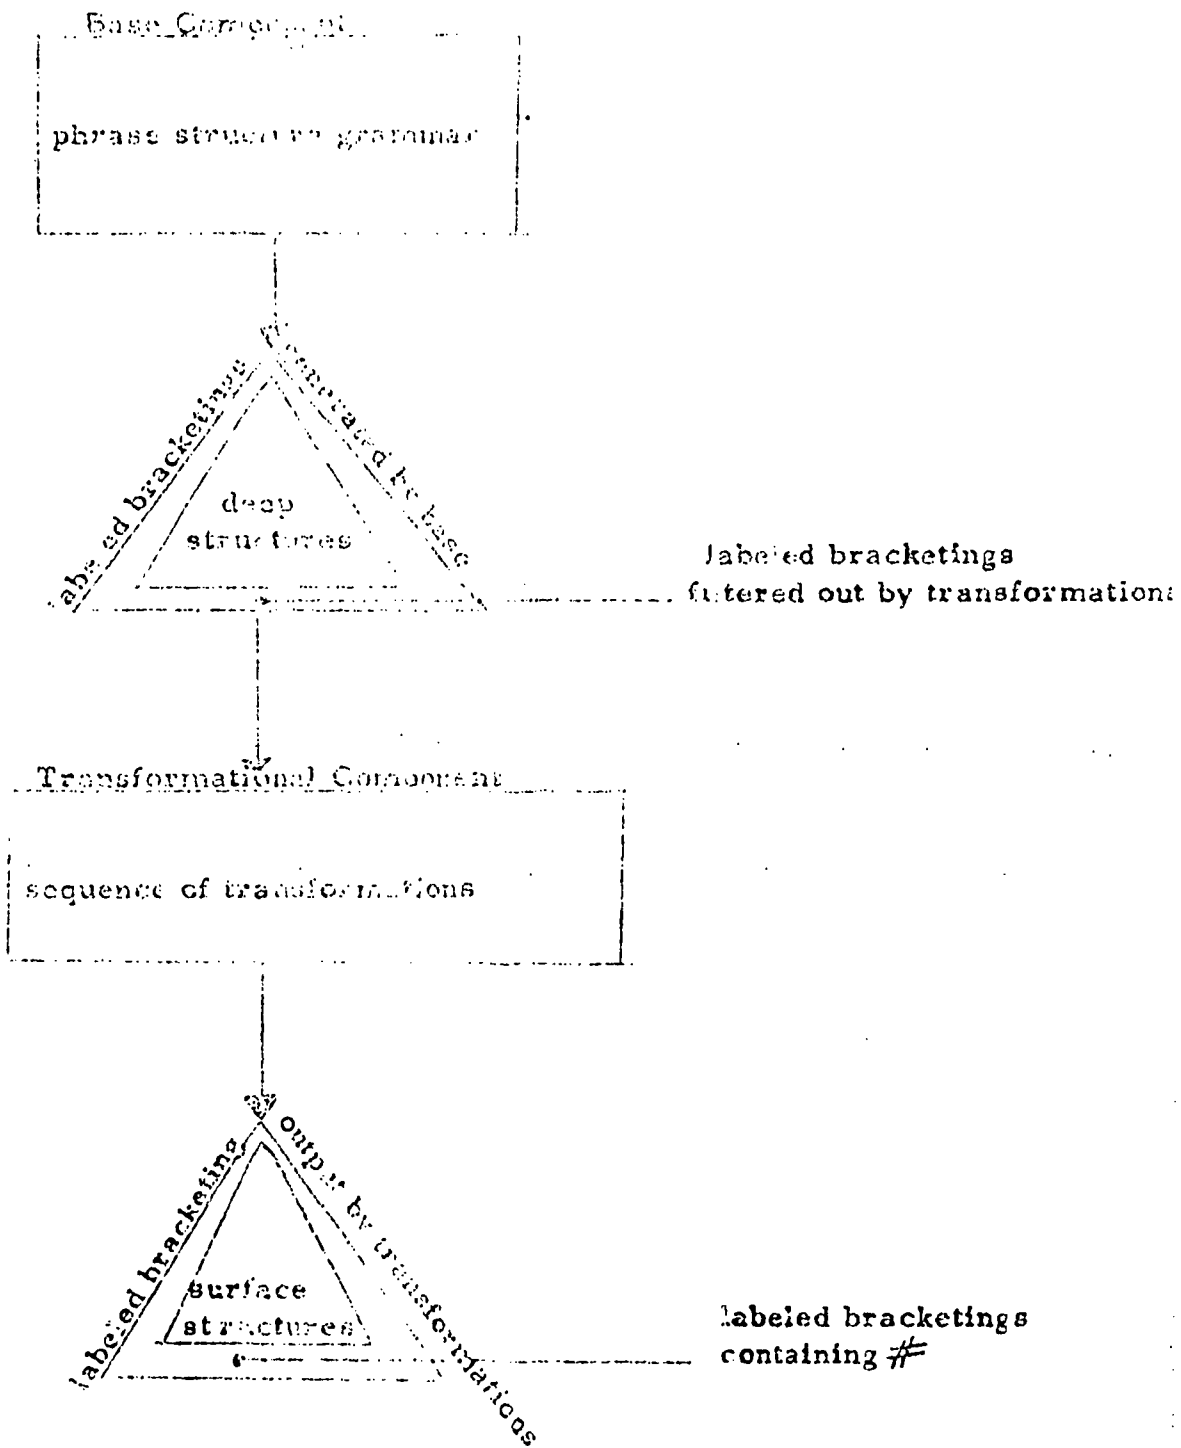 Base Component
phrase structure grammar
labeled bracketings
generated by base
deep
structures
labeled bracketings
filtered out by transformations
Transformational Component
sequence of transformations
labeled bracketing
output by transformations
surface
structures
labeled bracketings
containing #